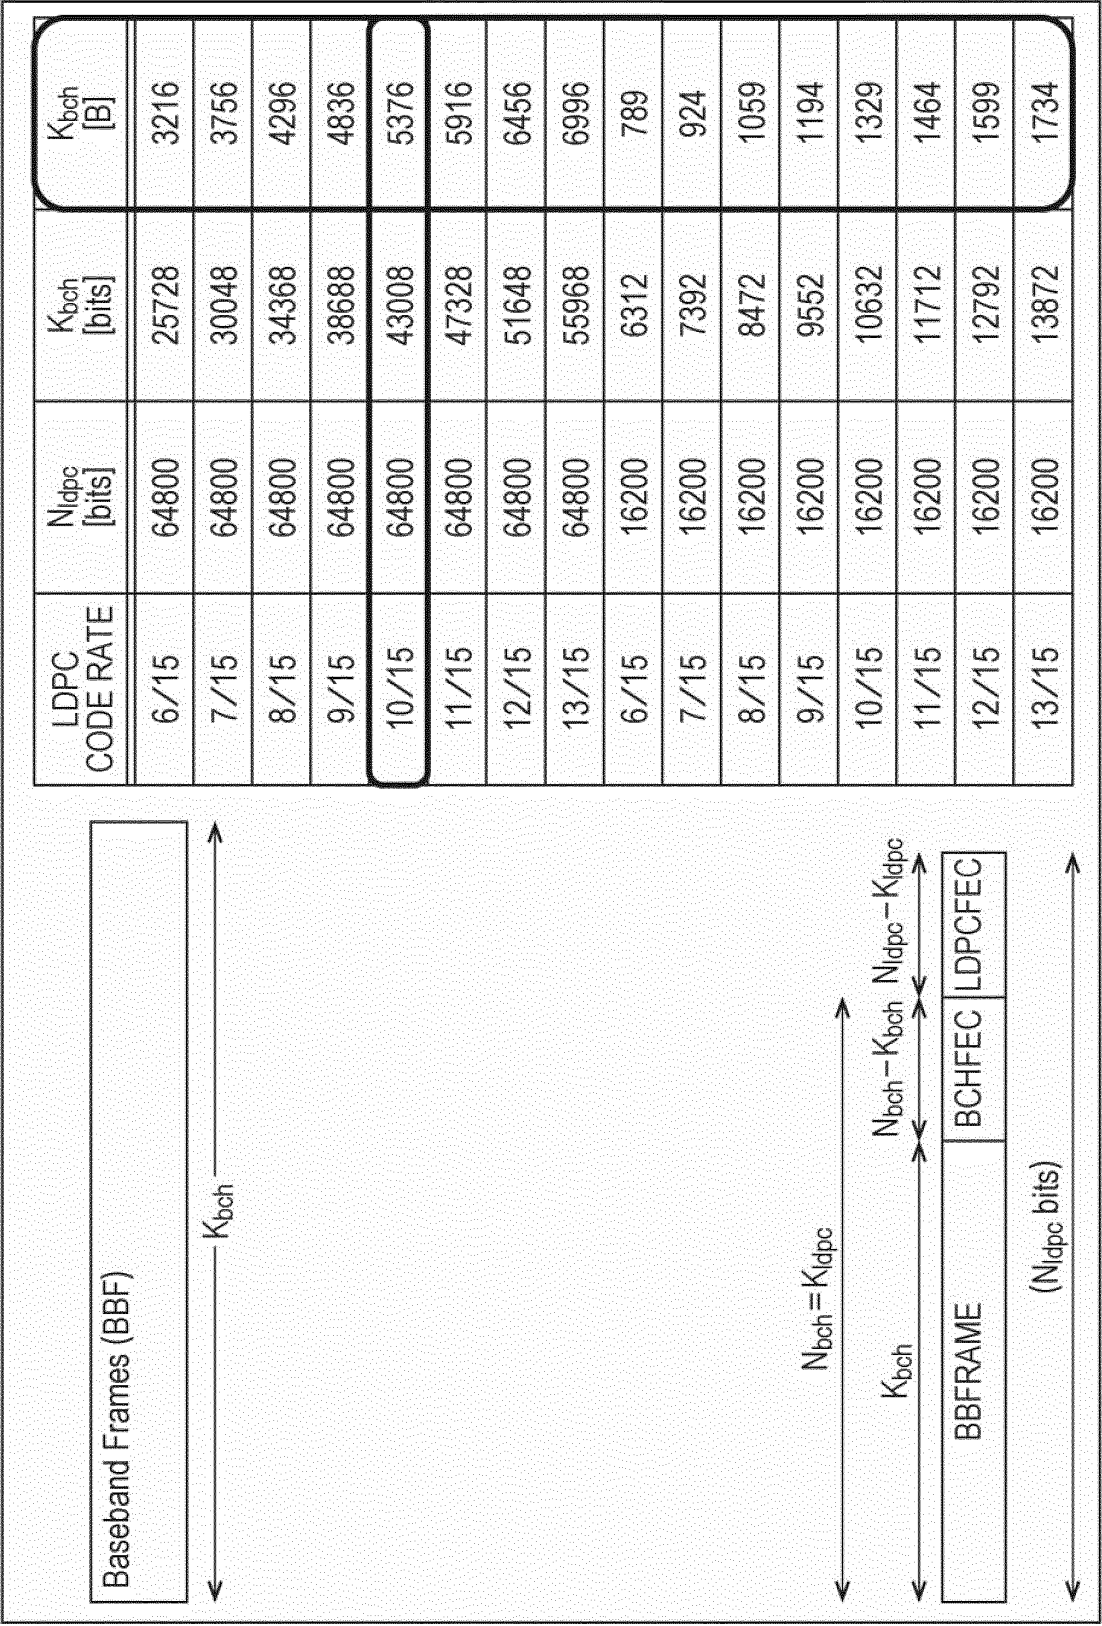 Baseband Frames (BBF)
Kbch
Nbch=Kldpc
Kbch
Nbch−Kbch
Nldpc−Kldpc
BBFRAME
BCHFEC
LDPCFEC
(Nldpc bits)
LDPC CODE RATE Nldpc [bits] Kbch [bits] Kbch [B]
6/15 64800 25728 3216
7/15 64800 30048 3756
8/15 64800 34368 4296
9/15 64800 38688 4836
10/15 64800 43008 5376
11/15 64800 47328 5916
12/15 64800 51648 6456
13/15 64800 55968 6996
6/15 16200 6312 789
7/15 16200 7392 924
8/15 16200 8472 1059
9/15 16200 9552 1194
10/15 16200 10632 1329
11/15 16200 11712 1464
12/15 16200 12792 1599
13/15 16200 13872 1734